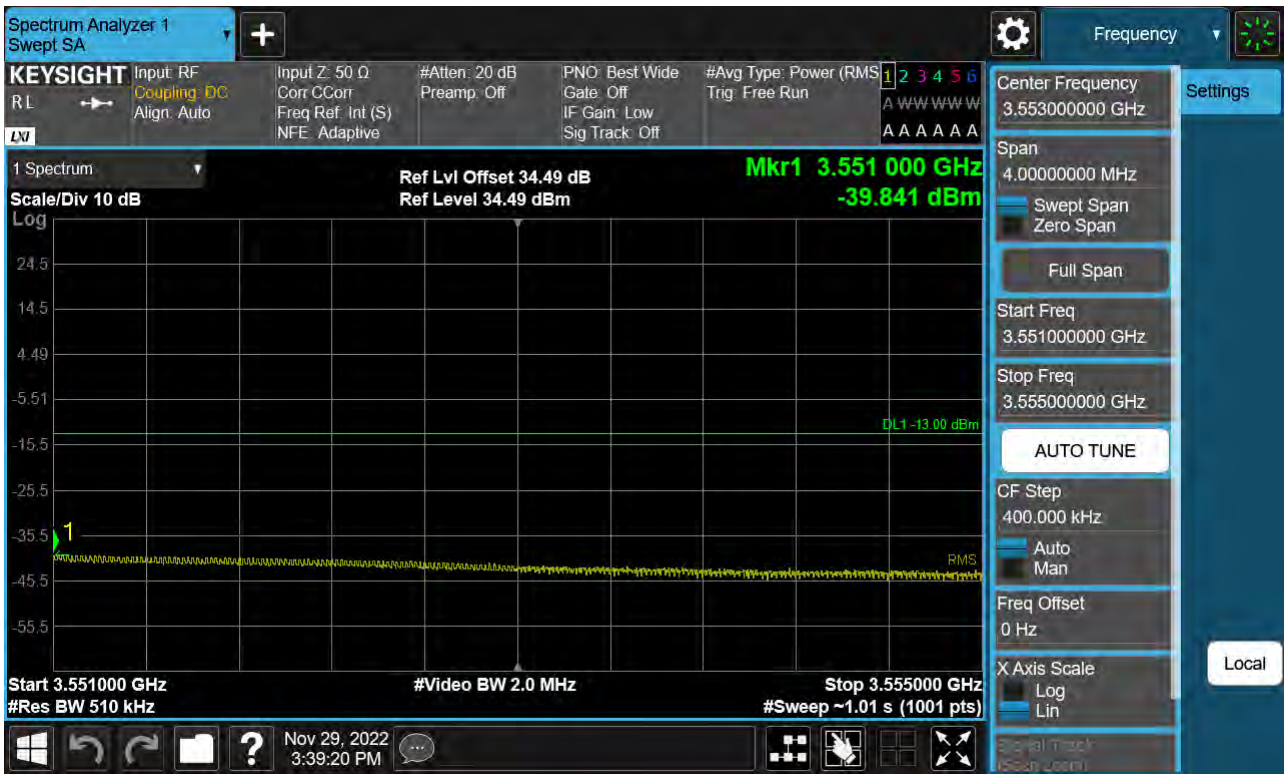 Spectrum Analyzer 1
Swept SA
Frequency
KEYSIGHT
RL
LXI
Input: RF
Coupling: DC
Align: Auto
Input Z: 50 Ω
Corr CCorr
Freq Ref: Int (S)
NFE: Adaptive
#Atten: 20 dB
Preamp: Off
PNO: Best Wide
Gate: Off
IF Gain: Low
Sig Track: Off
#Avg Type: Power (RMS
Trig: Free Run
1 2 3 4 5 6
A W W W W W
A A A A A A
1 Spectrum
Scale/Div 10 dB
Log
Ref Lvl Offset 34.49 dB
Ref Level 34.49 dBm
Mkr1 3.551 000 GHz
-39.841 dBm
24.5
14.5
4.49
-5.51
DL1 -13.00 dBm
-15.5
-25.5
-35.5
1
RMS
-45.5
-55.5
Start 3.551000 GHz
#Res BW 510 kHz
#Video BW 2.0 MHz
Stop 3.555000 GHz
#Sweep ~1.01 s (1001 pts)
Center Frequency
3.553000000 GHz
Span
4.00000000 MHz
Swept Span
Zero Span
Full Span
Start Freq
3.551000000 GHz
Stop Freq
3.555000000 GHz
AUTO TUNE
CF Step
400.000 kHz
Auto
Man
Freq Offset
0 Hz
X Axis Scale
Log
Lin
Signal Track
(Span Zoom)
Settings
Local
?
Nov 29, 2022
3:39:20 PM